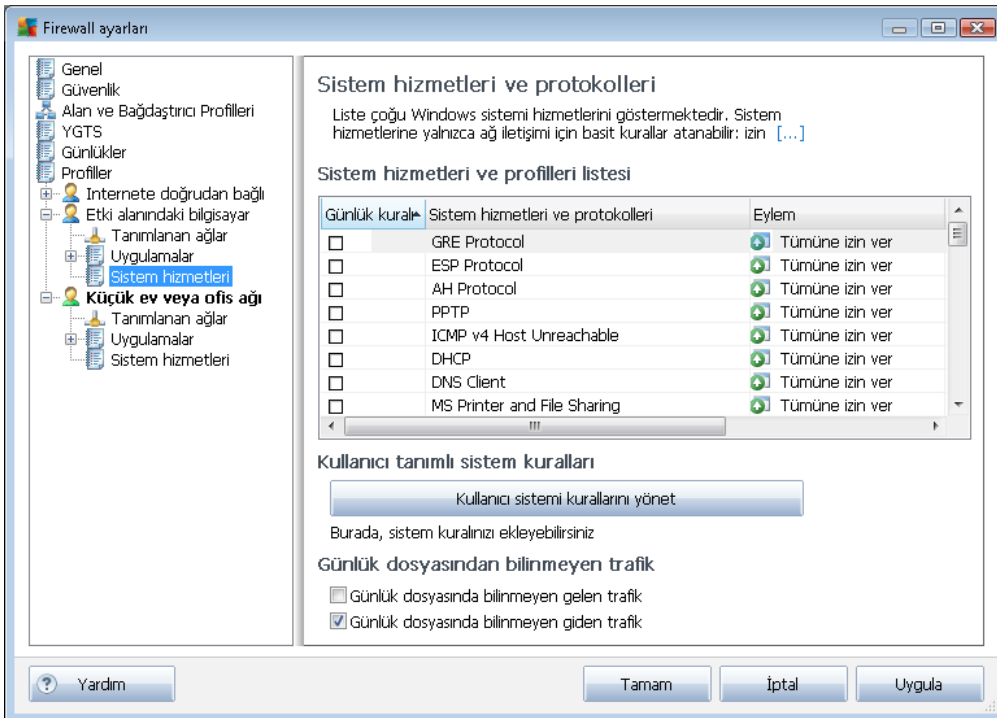 Firewall ayarları
Genel
Güvenlik
Alan ve Bağdaştırıcı Profilleri
YGTS
Günlükler
Profiller
Internete doğrudan bağlı
Etki alanındaki bilgisayar
Tanımlanan ağlar
Uygulamalar
Sistem hizmetleri
Küçük ev veya ofis ağı
Tanımlanan ağlar
Uygulamalar
Sistem hizmetleri
Sistem hizmetleri ve protokolleri
Liste çoğu Windows sistemi hizmetlerini göstermektedir. Sistem
hizmetlerine yalnızca ağ iletişimi için basit kurallar atanabilir: izin [...]
Sistem hizmetleri ve profilleri listesi
Günlük kural Sistem hizmetleri ve protokolleri Eylem
GRE Protocol Tümüne izin ver
ESP Protocol Tümüne izin ver
AH Protocol Tümüne izin ver
PPTP Tümüne izin ver
ICMP v4 Host Unreachable Tümüne izin ver
DHCP Tümüne izin ver
DNS Client Tümüne izin ver
MS Printer and File Sharing Tümüne izin ver
Kullanıcı tanımlı sistem kuralları
Kullanıcı sistemi kurallarını yönet
Burada, sistem kuralınızı ekleyebilirsiniz
Günlük dosyasından bilinmeyen trafik
Günlük dosyasında bilinmeyen gelen trafik
Günlük dosyasında bilinmeyen giden trafik
Yardım
Tamam
İptal
Uygula